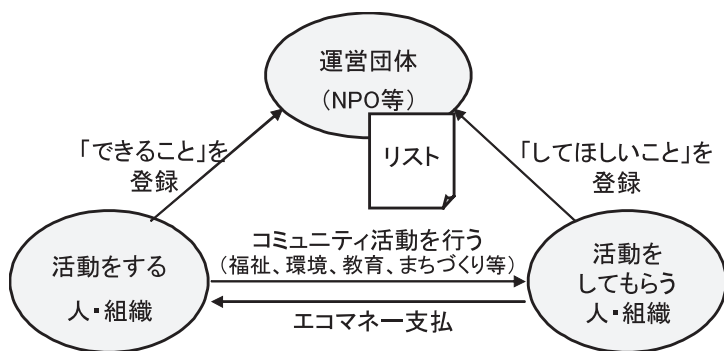 運営団体
（NPO等）
リスト
「できること」を
登録
「してほしいこと」を
登録
コミュニティ活動を行う
（福祉、環境、教育、まちづくり等）
活動をする
人・組織
活動を
してもらう
人・組織
エコマネー支払